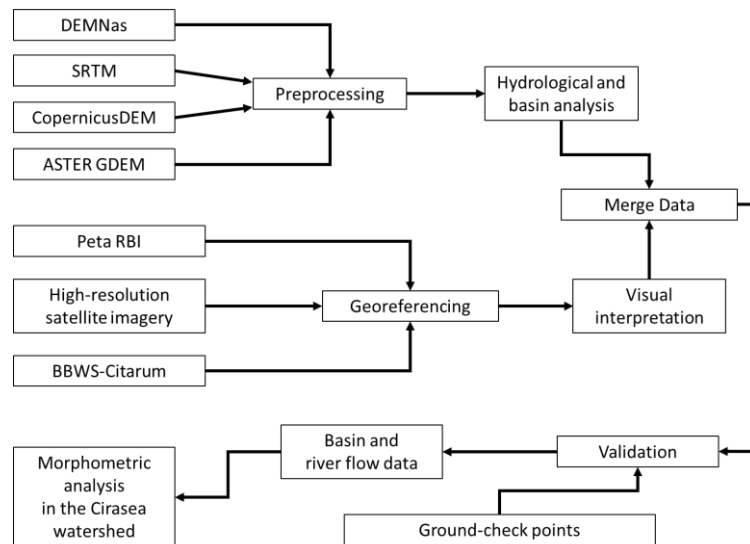 DEMNas
SRTM
CopernicusDEM
ASTER GDEM
Preprocessing
Hydrological and
basin analysis
Merge Data
Peta RBI
High-resolution
satellite imagery
BBWS-Citarum
Georeferencing
Visual
interpretation
Validation
Ground-check points
Basin and
river flow data
Morphometric
analysis
in the Cirasea
watershed